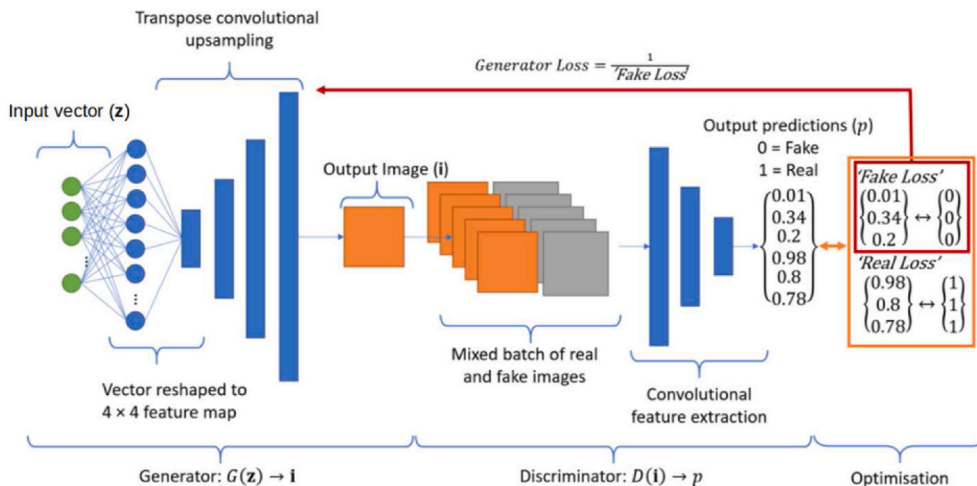 Transpose convolutional
upsampling
Generator Loss = 1 / 'Fake Loss'
Input vector (z)
Output predictions (p)
0 = Fake
1 = Real
Output Image (i)
'Fake Loss'
{0.01 0.34 0.2} ↔ {0 0 0}
'Real Loss'
{0.98 0.8 0.78} ↔ {1 1 1}
0.01
0.34
0.2
0.98
0.8
0.78
...
...
Mixed batch of real
and fake images
Vector reshaped to
4 × 4 feature map
Convolutional
feature extraction
Generator: G(z) → i
Discriminator: D(i) → p
Optimisation